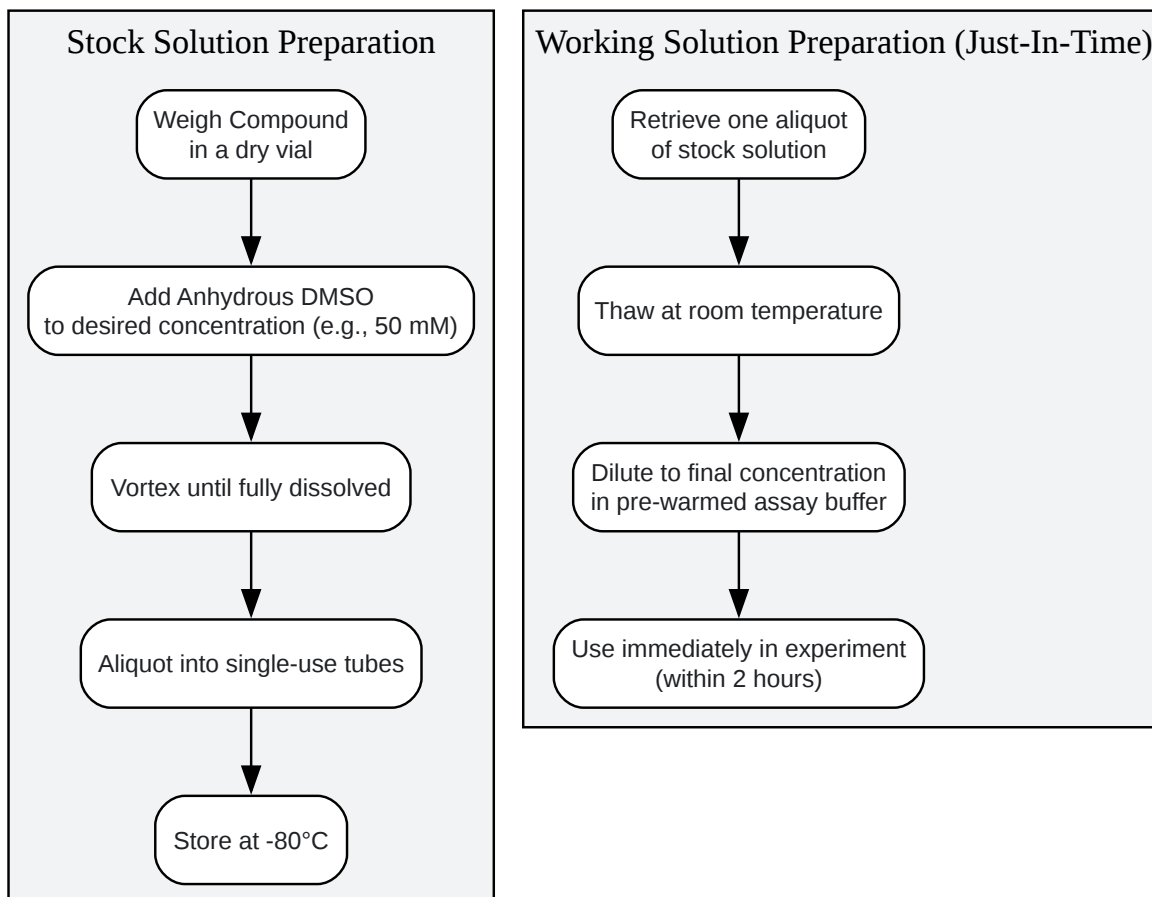 Stock Solution Preparation
Weigh Compound
in a dry vial
Add Anhydrous DMSO
to desired concentration (e.g., 50 mM)
Vortex until fully dissolved
Aliquot into single-use tubes
Store at -80°C
Working Solution Preparation (Just-In-Time)
Retrieve one aliquot
of stock solution
Thaw at room temperature
Dilute to final concentration
in pre-warmed assay buffer
Use immediately in experiment
(within 2 hours)